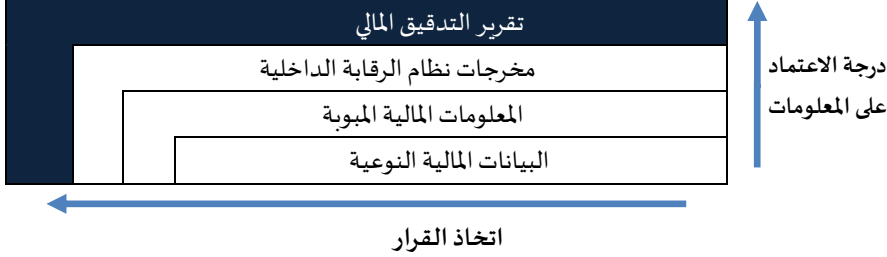 تقرير التدقيق المالي
مخرجات نظام الرقابة الداخلية
المعلومات المالية المبوبة
البيانات المالية النوعية
درجة الاعتماد
على المعلومات
اتخاذ القرار